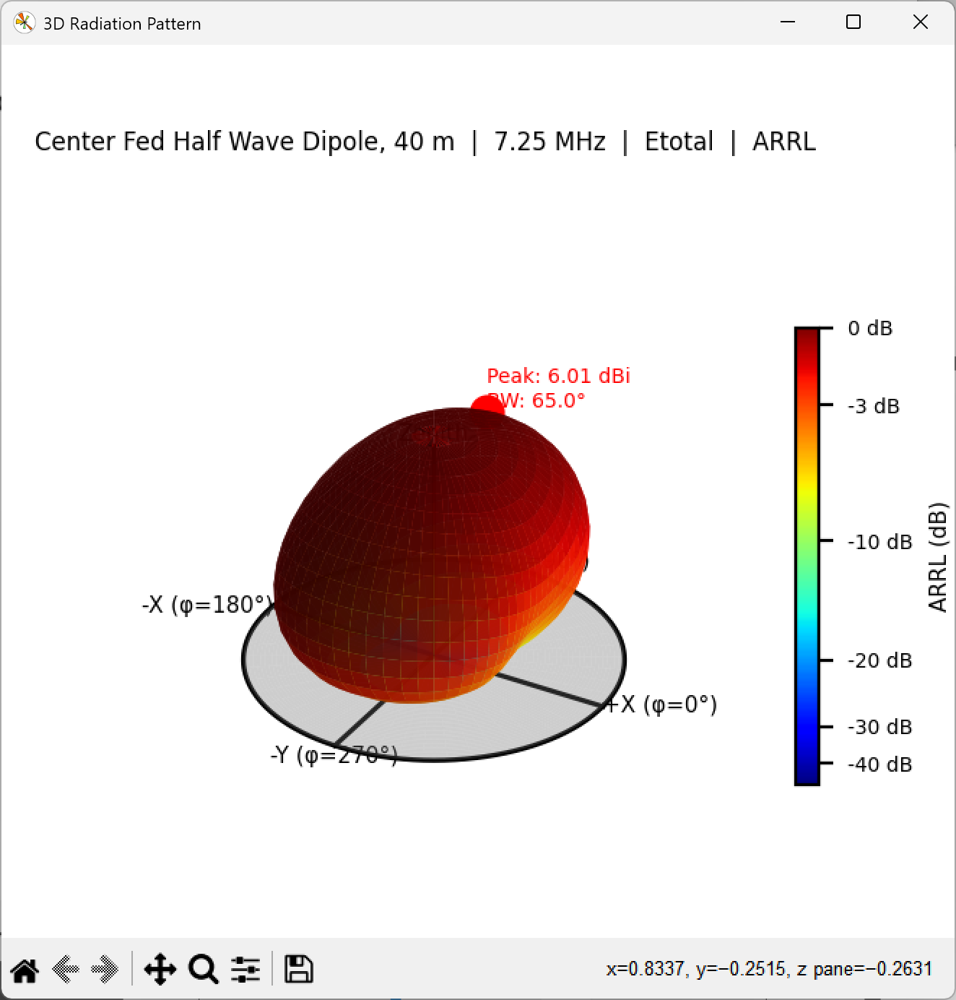 3D Radiation Pattern
Center Fed Half Wave Dipole, 40 m | 7.25 MHz | Etotal | ARRL
0 dB
Peak: 6.01 dBi
BW: 65.0°
-3 dB
Zenith
-10 dB
ARRL (dB)
-X (φ=180°)
-20 dB
+X (φ=0°)
-30 dB
-Y (φ=270°)
-40 dB
x=0.8337, y=−0.2515, z pane=−0.2631